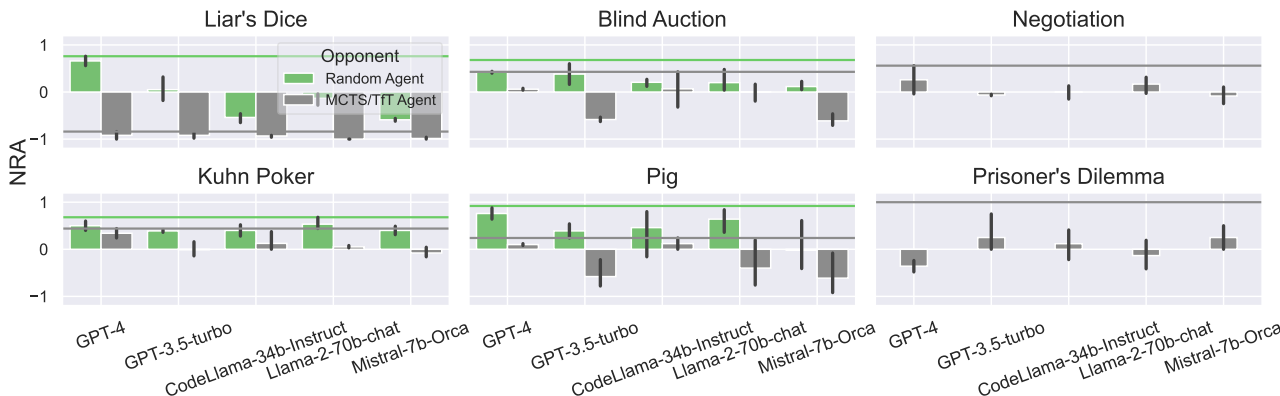 Liar's Dice
Blind Auction
Negotiation
1
0
−1
Opponent
Random Agent
MCTS/TfT Agent
NRA
Kuhn Poker
Pig
Prisoner's Dilemma
1
0
−1
GPT-4
GPT-3.5-turbo
CodeLlama-34b-Instruct
Llama-2-70b-chat
Mistral-7b-Orca
GPT-4
GPT-3.5-turbo
CodeLlama-34b-Instruct
Llama-2-70b-chat
Mistral-7b-Orca
GPT-4
GPT-3.5-turbo
CodeLlama-34b-Instruct
Llama-2-70b-chat
Mistral-7b-Orca